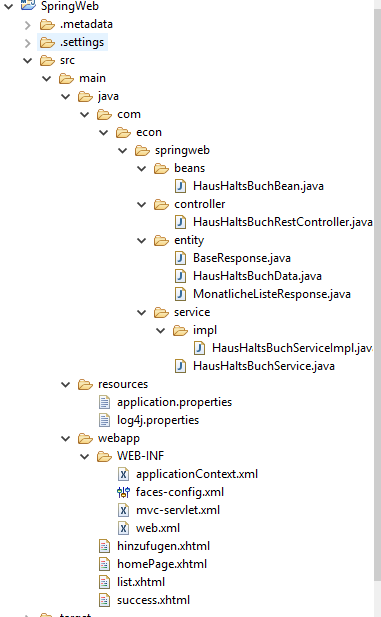 SpringWeb
.metadata
.settings
src
main
java
com
econ
springweb
beans
HausHaltsBuchBean.java
controller
HausHaltsBuchRestController.java
entity
BaseResponse.java
HausHaltsBuchData.java
MonatlicheListeResponse.java
service
impl
HausHaltsBuchServiceImpl.java
HausHaltsBuchService.java
resources
application.properties
log4j.properties
webapp
WEB-INF
applicationContext.xml
faces-config.xml
mvc-servlet.xml
web.xml
hinzufugen.xhtml
homePage.xhtml
list.xhtml
success.xhtml